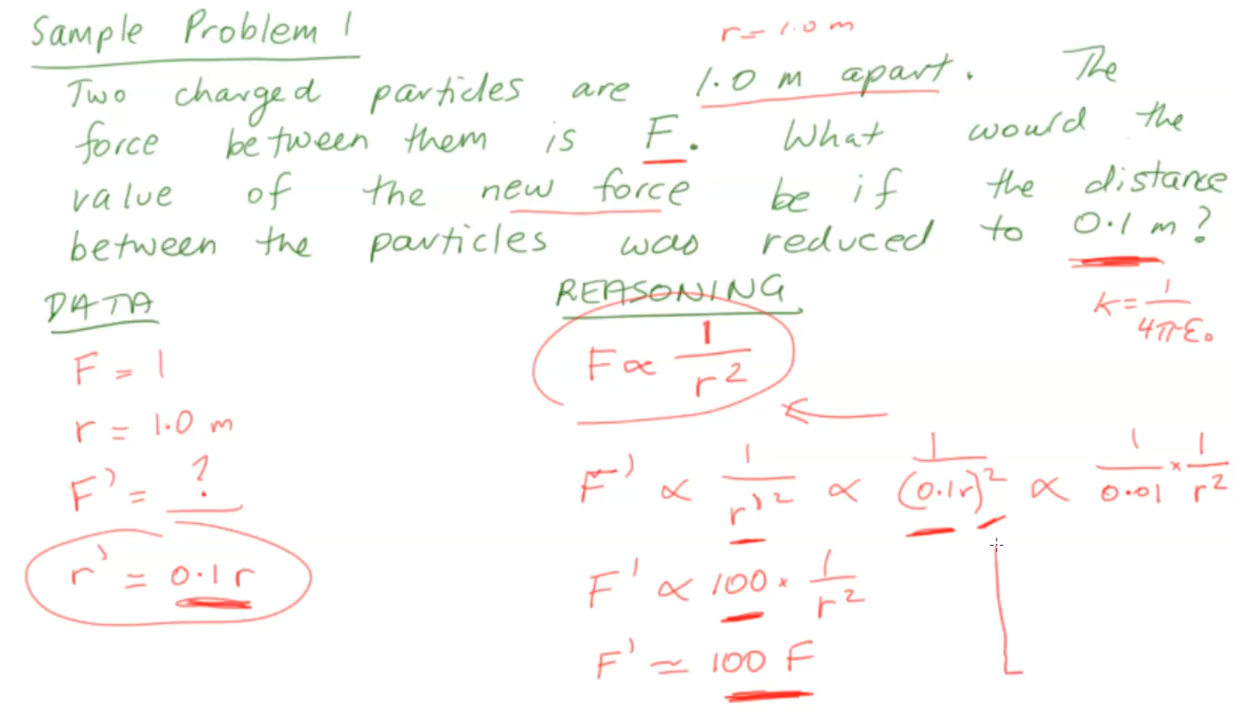 Sample Problem 1
r = 1.0 m
Two charged particles are 1.0 m apart. The
force between them is F. What would the
value of the new force be if the distance
between the particles was reduced to 0.1 m?
DATA
F = 1
r = 1.0 m
F' = ?
r' = 0.1 r
REASONING
k = 1/4πε₀
F ∝ 1/r²
F' ∝ 1/r'² ∝ 1/(0.1r)² ∝ 1/0.01 × 1/r²
F' ∝ 100 × 1/r²
F' ≃ 100 F